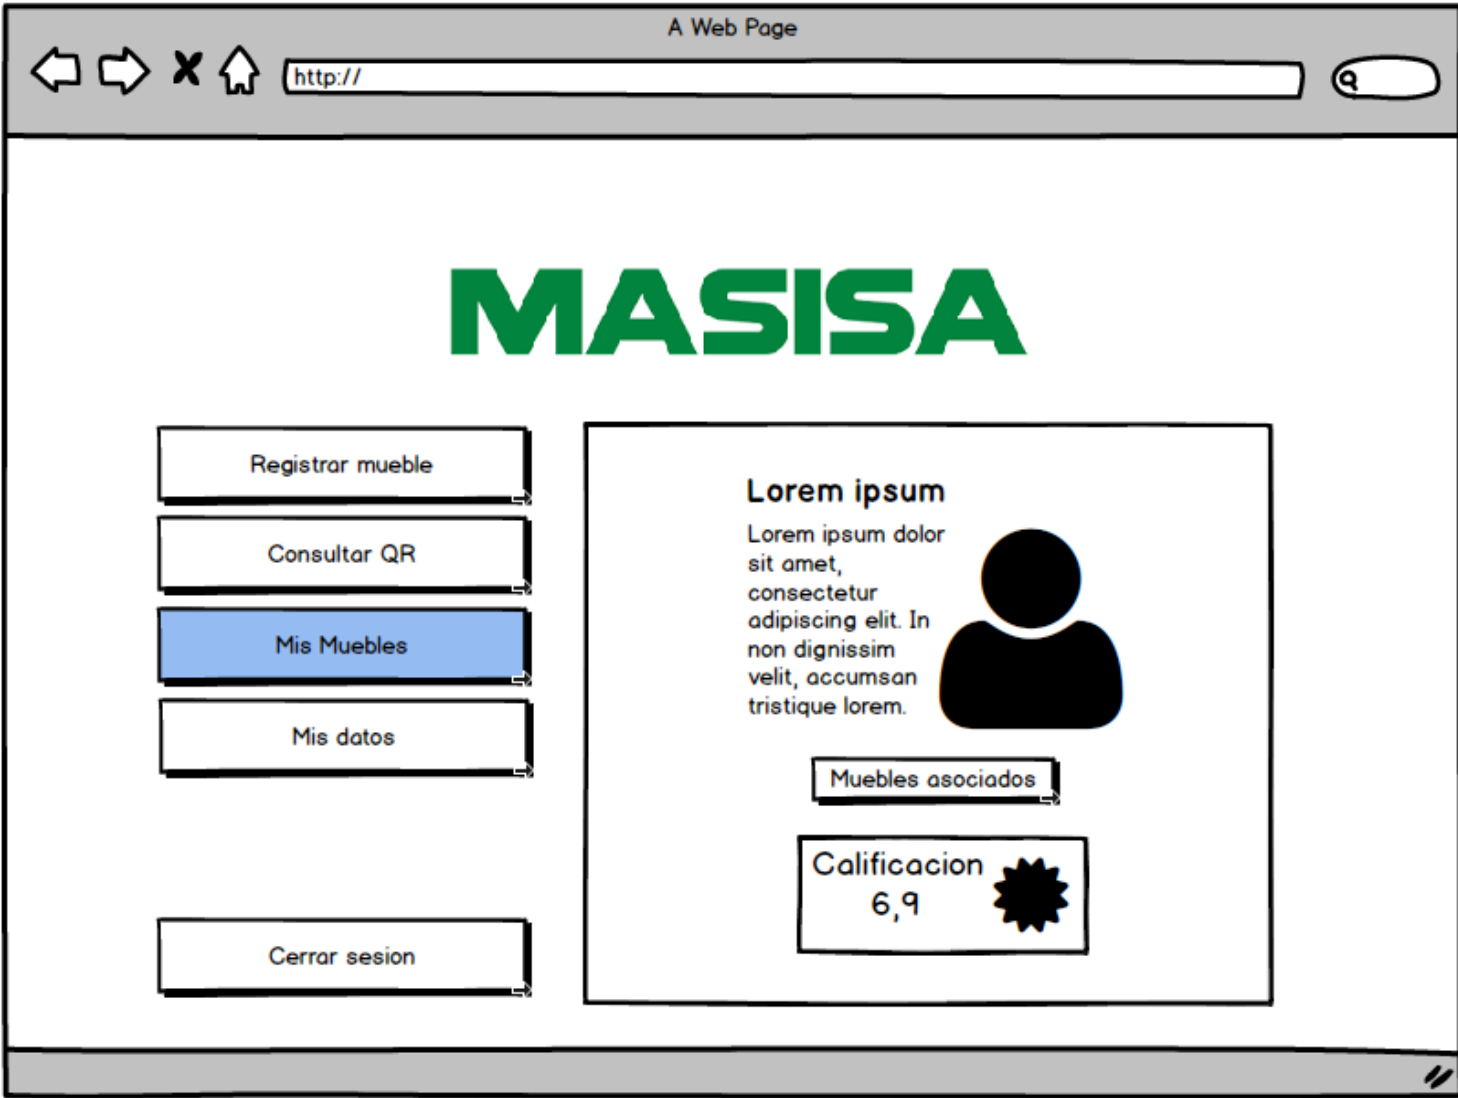 A Web Page
http://
MASISA
Registrar mueble
Consultar QR
Mis Muebles
Mis datos
Cerrar sesion
Lorem ipsum
Lorem ipsum dolor
sit amet,
consectetur
adipiscing elit. In
non dignissim
velit, accumsan
tristique lorem.
Muebles asociados
Calificacion
6,9